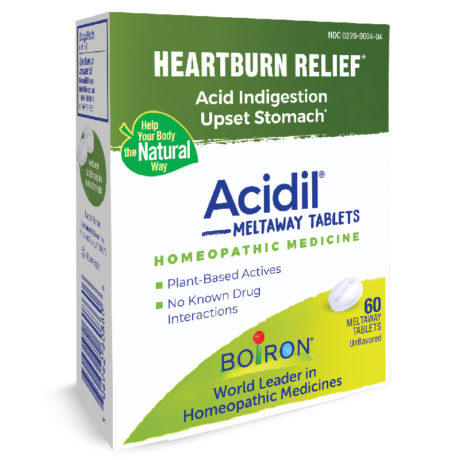 NDC 0220-9004-04
HEARTBURN RELIEF*
Acid Indigestion
Upset Stomach*
Help
Your Body
the Natural
Way
Acidil®
MELTAWAY TABLETS
HOMEOPATHIC MEDICINE
Plant-Based Actives
No Known Drug
Interactions
60
MELTAWAY
TABLETS
Unflavored
BOIRON®
World Leader in
Homeopathic Medicines